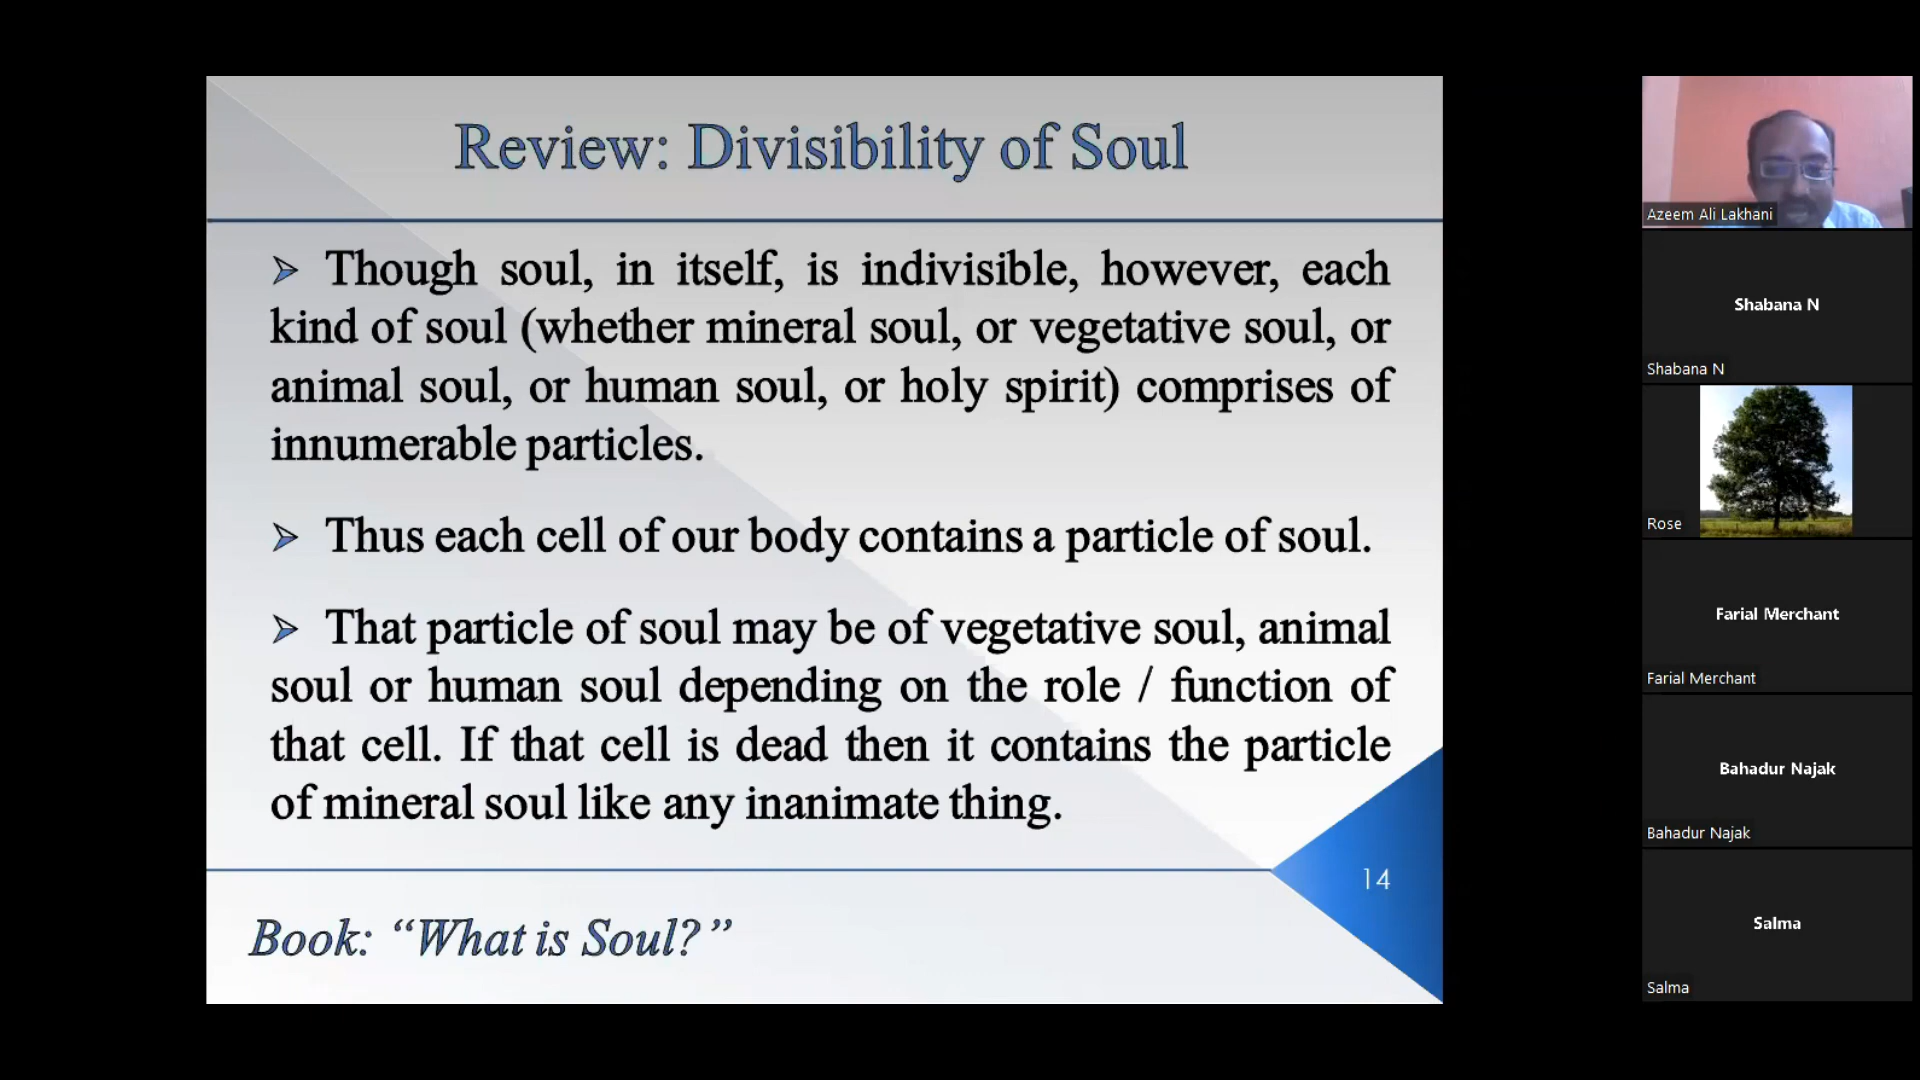 Review: Divisibility of Soul
➢ Though soul, in itself, is indivisible, however, each
kind of soul (whether mineral soul, or vegetative soul, or
animal soul, or human soul, or holy spirit) comprises of
innumerable particles.
➢ Thus each cell of our body contains a particle of soul.
➢ That particle of soul may be of vegetative soul, animal
soul or human soul depending on the role / function of
that cell. If that cell is dead then it contains the particle
of mineral soul like any inanimate thing.
14
Book: “What is Soul?”
Azeem Ali Lakhani
Shabana N
Shabana N
Rose
Farial Merchant
Farial Merchant
Bahadur Najak
Bahadur Najak
Salma
Salma